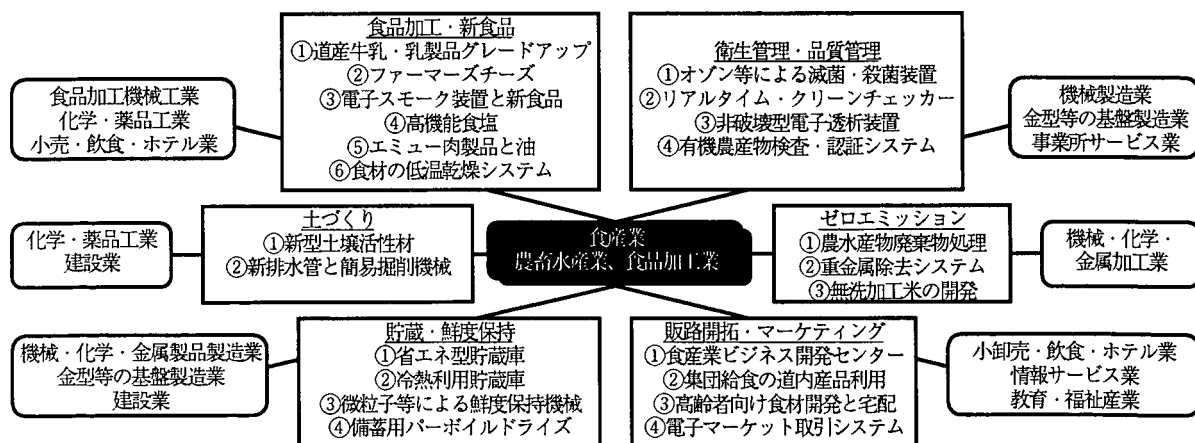 食品加工・新食品
①道産牛乳・乳製品グレードアップ
②ファーマーズチーズ
③電子スモーク装置と新食品
④高機能食塩
⑤エミュー肉製品と油
⑥食材の低温乾燥システム
衛生管理・品質管理
①オゾン等による滅菌・殺菌装置
②リアルタイム・クリーンチェッカー
③非破壊型電子透析装置
④有機農産物検査・認証システム
食品加工機械工業
化学・薬品工業
小売・飲食・ホテル業
機械製造業
金型等の基盤製造業
事業所サービス業
化学・薬品工業
建設業
土づくり
①新型土壌活性材
②新排水管と簡易掘削機械
食産業
農畜水産業、食品加工業
ゼロエミッション
①農水産物廃棄物処理
②重金属除去システム
③無洗加工米の開発
機械・化学・
金属加工業
機械・化学・金属製品製造業
金型等の基盤製造業
建設業
貯蔵・鮮度保持
①省エネ型貯蔵庫
②冷熱利用貯蔵庫
③微粒子等による鮮度保持機械
④備蓄用パーボイルドライズ
販路開拓・マーケティング
①食産業ビジネス開発センター
②集団給食の道内産品利用
③高齢者向け食材開発と宅配
④電子マーケット取引システム
小卸売・飲食・ホテル業
情報サービス業
教育・福祉産業